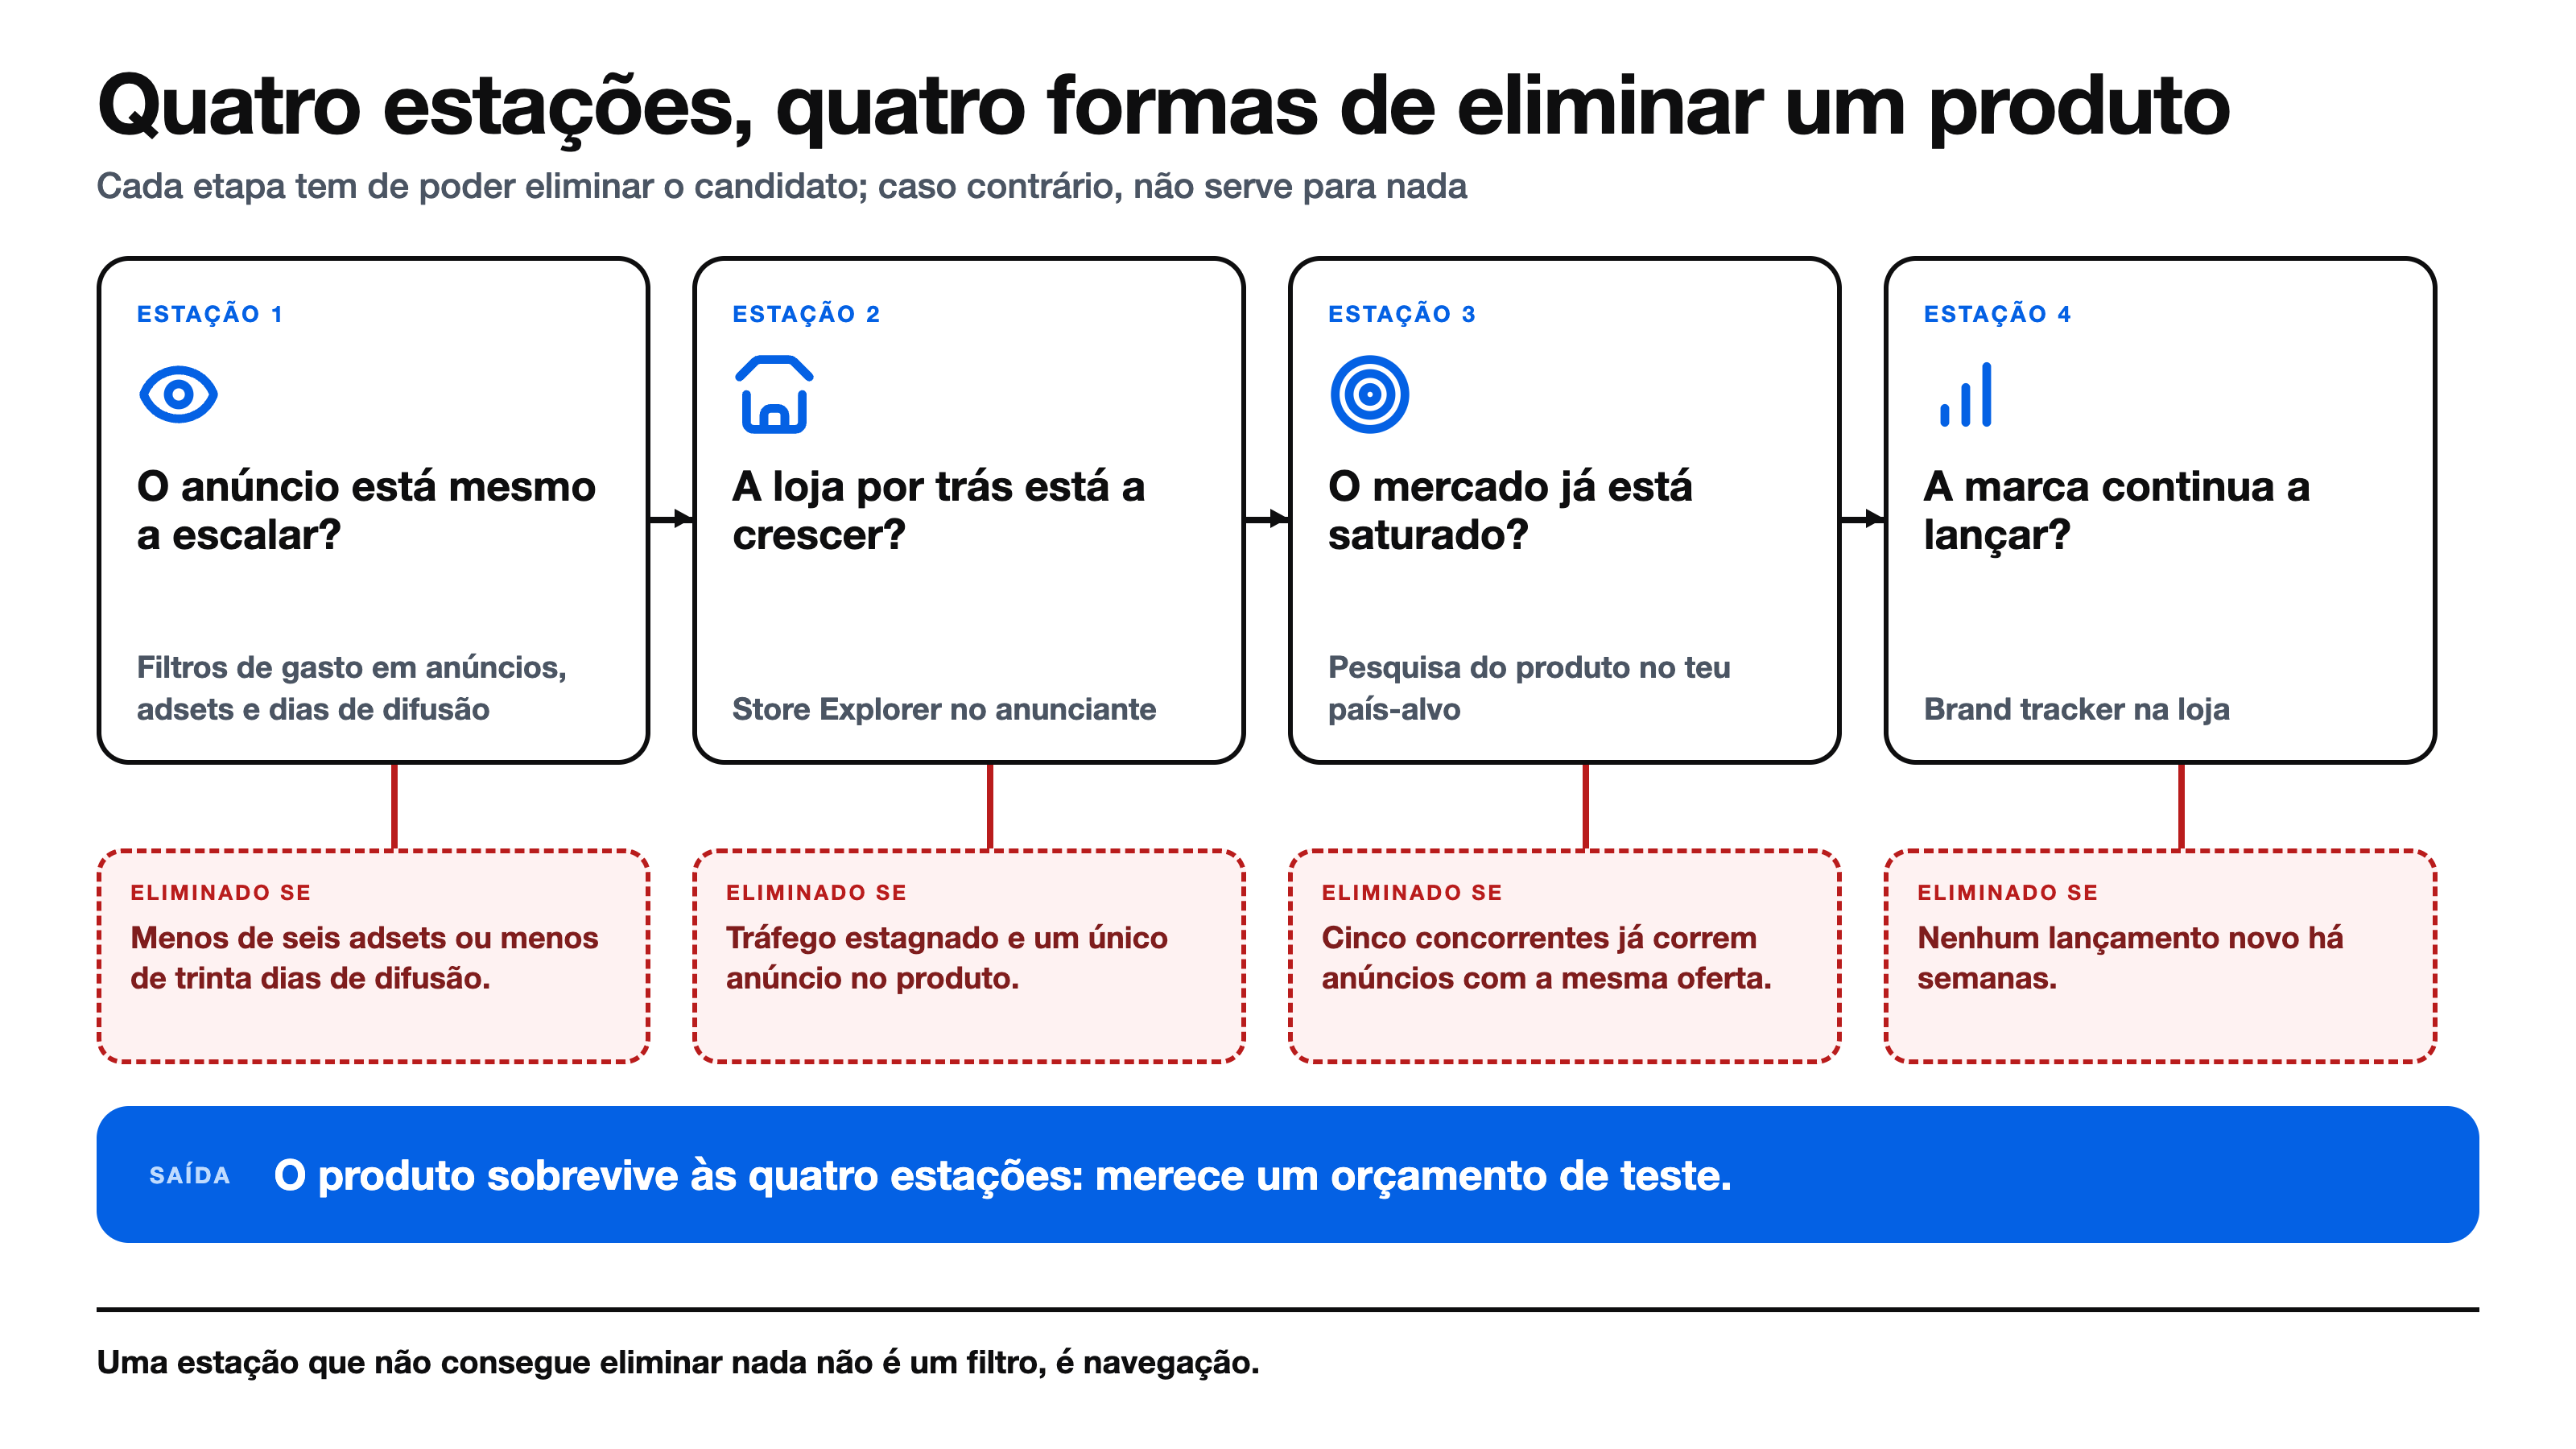 Quatro estações, quatro formas de eliminar um produto
Cada etapa tem de poder eliminar o candidato; caso contrário, não serve para nada
ESTAÇÃO 1
O anúncio está mesmo
a escalar?
Filtros de gasto em anúncios,
adsets e dias de difusão
ESTAÇÃO 2
A loja por trás está a
crescer?
Store Explorer no anunciante
ESTAÇÃO 3
O mercado já está
saturado?
Pesquisa do produto no teu
país-alvo
ESTAÇÃO 4
A marca continua a
lançar?
Brand tracker na loja
ELIMINADO SE
Menos de seis adsets ou menos
de trinta dias de difusão.
ELIMINADO SE
Tráfego estagnado e um único
anúncio no produto.
ELIMINADO SE
Cinco concorrentes já correm
anúncios com a mesma oferta.
ELIMINADO SE
Nenhum lançamento novo há
semanas.
SAÍDA O produto sobrevive às quatro estações: merece um orçamento de teste.
Uma estação que não consegue eliminar nada não é um filtro, é navegação.